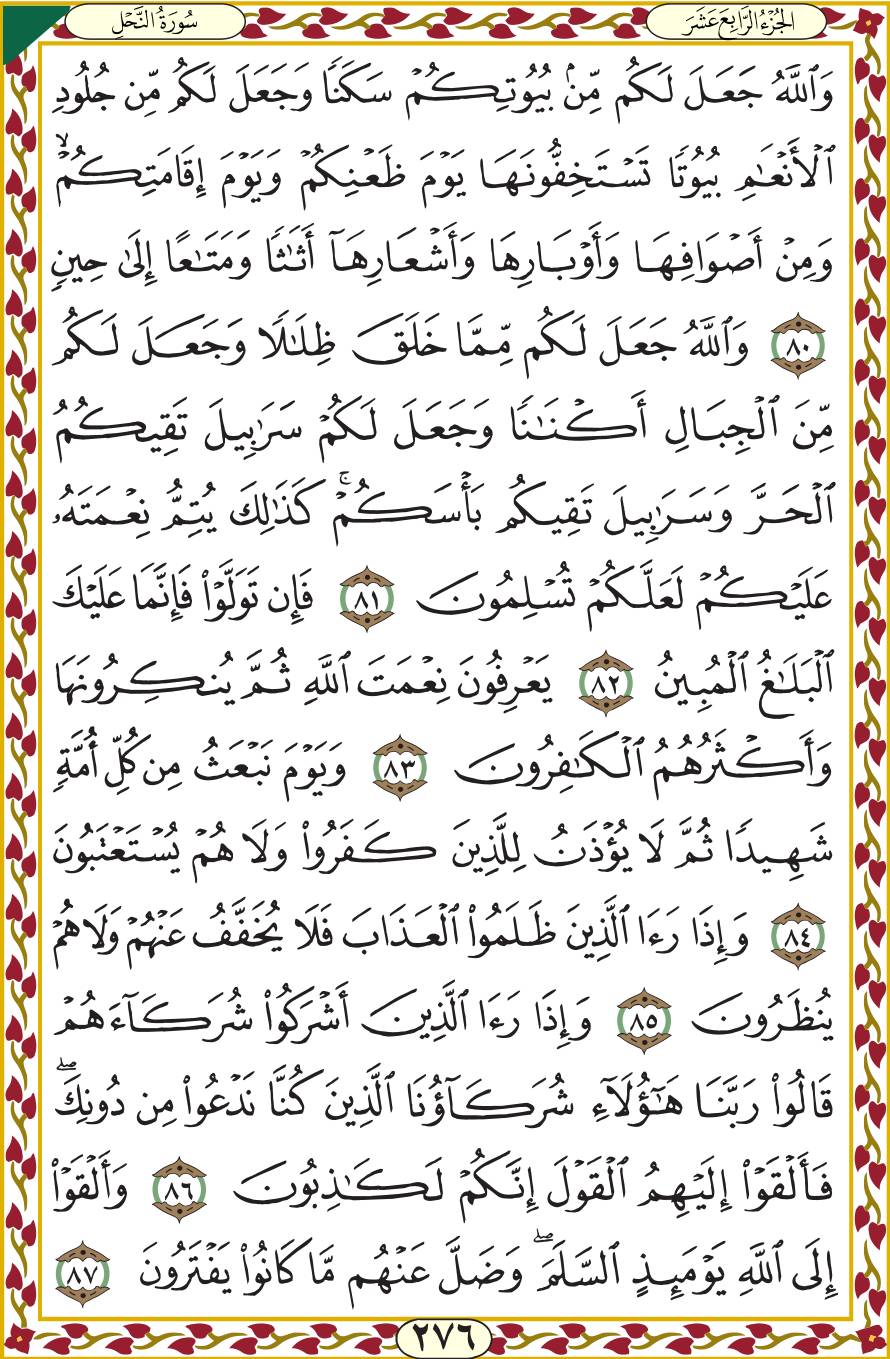 الجُزْءُ الرَّابِعَ عَشَرَ
سُورَةُ النَّحْلِ
وَٱللَّهُ جَعَلَ لَكُم مِّنۢ بُيُوتِكُمْ سَكَنًا وَجَعَلَ لَكُم مِّن جُلُودِ
ٱلْأَنْعَٰمِ بُيُوتًا تَسْتَخِفُّونَهَا يَوْمَ ظَعْنِكُمْ وَيَوْمَ إِقَامَتِكُمْ ۙ
وَمِنْ أَصْوَافِهَا وَأَوْبَارِهَا وَأَشْعَارِهَآ أَثَٰثًا وَمَتَٰعًا إِلَىٰ حِينٍ
٨٠ وَٱللَّهُ جَعَلَ لَكُم مِّمَّا خَلَقَ ظِلَٰلًا وَجَعَلَ لَكُم
مِّنَ ٱلْجِبَالِ أَكْنَٰنًا وَجَعَلَ لَكُمْ سَرَٰبِيلَ تَقِيكُمُ
ٱلْحَرَّ وَسَرَٰبِيلَ تَقِيكُم بَأْسَكُمْ ۚ كَذَٰلِكَ يُتِمُّ نِعْمَتَهُۥ
عَلَيْكُمْ لَعَلَّكُمْ تُسْلِمُونَ ٨١ فَإِن تَوَلَّوْا۟ فَإِنَّمَا عَلَيْكَ
ٱلْبَلَٰغُ ٱلْمُبِينُ ٨٢ يَعْرِفُونَ نِعْمَتَ ٱللَّهِ ثُمَّ يُنكِرُونَهَا
وَأَكْثَرُهُمُ ٱلْكَٰفِرُونَ ٨٣ وَيَوْمَ نَبْعَثُ مِن كُلِّ أُمَّةٍ
شَهِيدًا ثُمَّ لَا يُؤْذَنُ لِلَّذِينَ كَفَرُوا۟ وَلَا هُمْ يُسْتَعْتَبُونَ
٨٤ وَإِذَا رَءَا ٱلَّذِينَ ظَلَمُوا۟ ٱلْعَذَابَ فَلَا يُخَفَّفُ عَنْهُمْ وَلَا هُمْ
يُنظَرُونَ ٨٥ وَإِذَا رَءَا ٱلَّذِينَ أَشْرَكُوا۟ شُرَكَآءَهُمْ
قَالُوا۟ رَبَّنَا هَٰٓؤُلَآءِ شُرَكَآؤُنَا ٱلَّذِينَ كُنَّا نَدْعُوا۟ مِن دُونِكَ ۖ
فَأَلْقَوْا۟ إِلَيْهِمُ ٱلْقَوْلَ إِنَّكُمْ لَكَٰذِبُونَ ٨٦ وَأَلْقَوْا۟
إِلَى ٱللَّهِ يَوْمَئِذٍ ٱلسَّلَمَ ۖ وَضَلَّ عَنْهُم مَّا كَانُوا۟ يَفْتَرُونَ ٨٧
٢٧٦